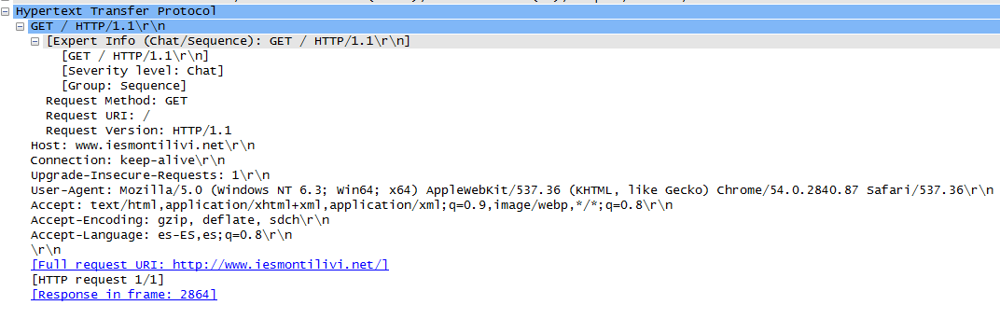 Hypertext Transfer Protocol
GET / HTTP/1.1\r\n
[Expert Info (Chat/Sequence): GET / HTTP/1.1\r\n]
[GET / HTTP/1.1\r\n]
[Severity level: Chat]
[Group: Sequence]
Request Method: GET
Request URI: /
Request Version: HTTP/1.1
Host: www.iesmontilivi.net\r\n
Connection: keep-alive\r\n
Upgrade-Insecure-Requests: 1\r\n
User-Agent: Mozilla/5.0 (Windows NT 6.3; Win64; x64) AppleWebKit/537.36 (KHTML, like Gecko) Chrome/54.0.2840.87 Safari/537.36\r\n
Accept: text/html,application/xhtml+xml,application/xml;q=0.9,image/webp,*/*;q=0.8\r\n
Accept-Encoding: gzip, deflate, sdch\r\n
Accept-Language: es-ES,es;q=0.8\r\n
\r\n
[Full request URI: http://www.iesmontilivi.net/]
[HTTP request 1/1]
[Response in frame: 2864]